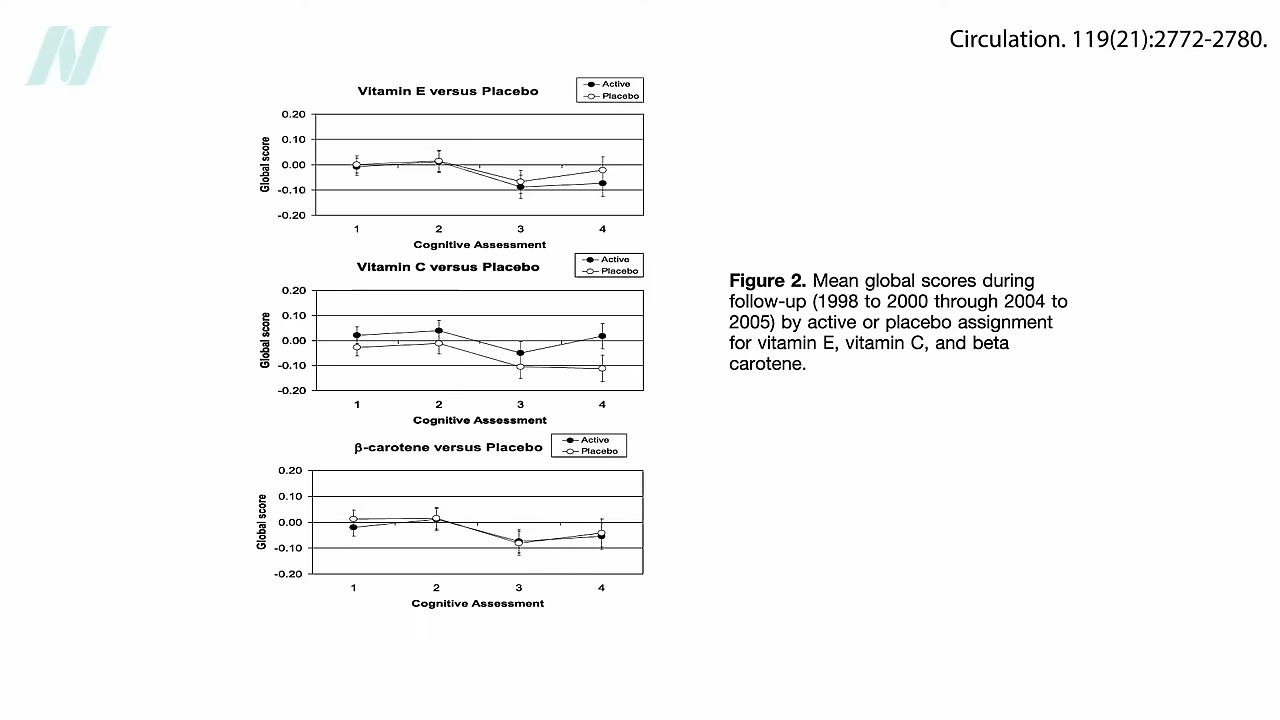 Circulation. 119(21):2772-2780.
Vitamin E versus Placebo
Active
Placebo
Global score
0.20
0.10
0.00
-0.10
-0.20
1 2 3 4
Cognitive Assessment
Vitamin C versus Placebo
Active
Placebo
Global score
0.20
0.10
0.00
-0.10
-0.20
1 2 3 4
Cognitive Assessment
β-carotene versus Placebo
Active
Placebo
Global score
0.20
0.10
0.00
-0.10
-0.20
1 2 3 4
Cognitive Assessment
Figure 2. Mean global scores during
follow-up (1998 to 2000 through 2004 to
2005) by active or placebo assignment
for vitamin E, vitamin C, and beta
carotene.